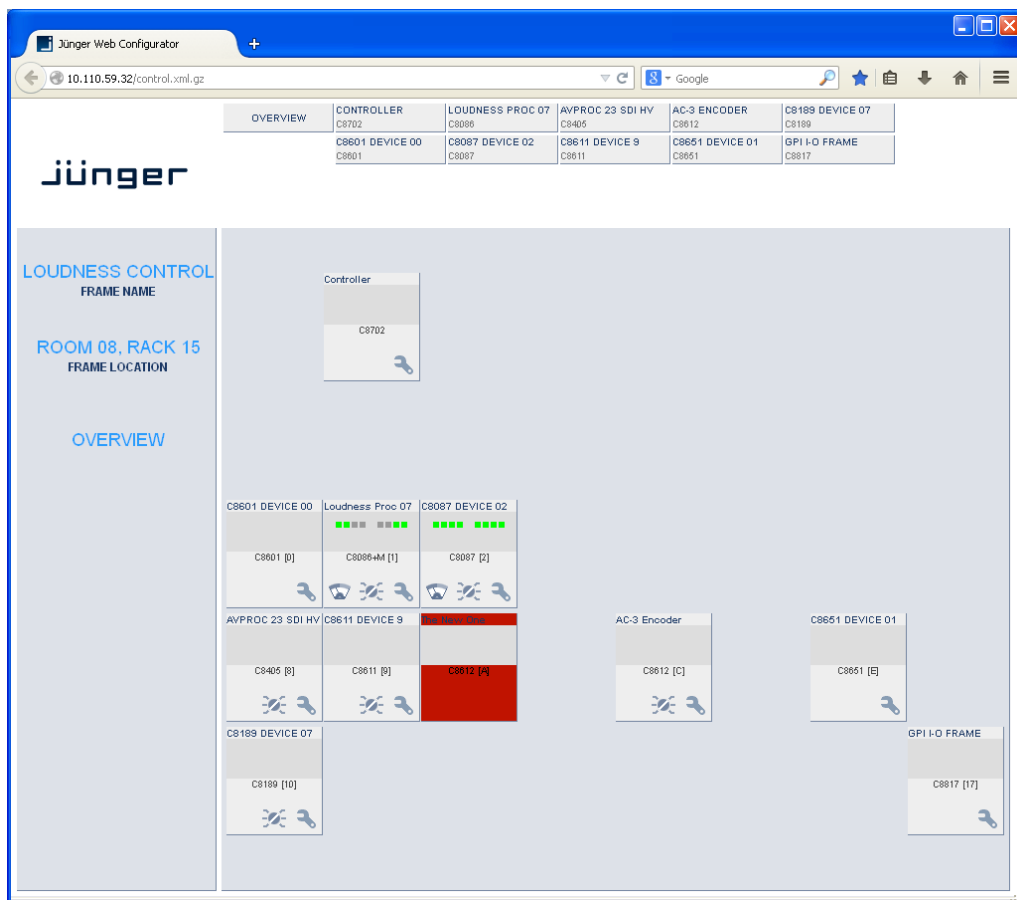 Jünger Web Configurator
10.110.59.32/control.xml.gz
Google
OVERVIEW
CONTROLLER
C8702
LOUDNESS PROC 07
C8086
AVPROC 23 SDI HV
C8405
AC-3 ENCODER
C8612
C8189 DEVICE 07
C8189
C8601 DEVICE 00
C8601
C8087 DEVICE 02
C8087
C8611 DEVICE 9
C8611
C8651 DEVICE 01
C8651
GPI I-O FRAME
C8817
jünger
LOUDNESS CONTROL
FRAME NAME
ROOM 08, RACK 15
FRAME LOCATION
OVERVIEW
Controller
C8702
C8601 DEVICE 00
C8601 [0]
Loudness Proc 07
C8086+M [1]
C8087 DEVICE 02
C8087 [2]
AVPROC 23 SDI HV
C8405 [8]
C8611 DEVICE 9
C8611 [9]
The New One
C8612 [A]
AC-3 Encoder
C8612 [C]
C8651 DEVICE 01
C8651 [E]
C8189 DEVICE 07
C8189 [10]
GPI I-O FRAME
C8817 [17]